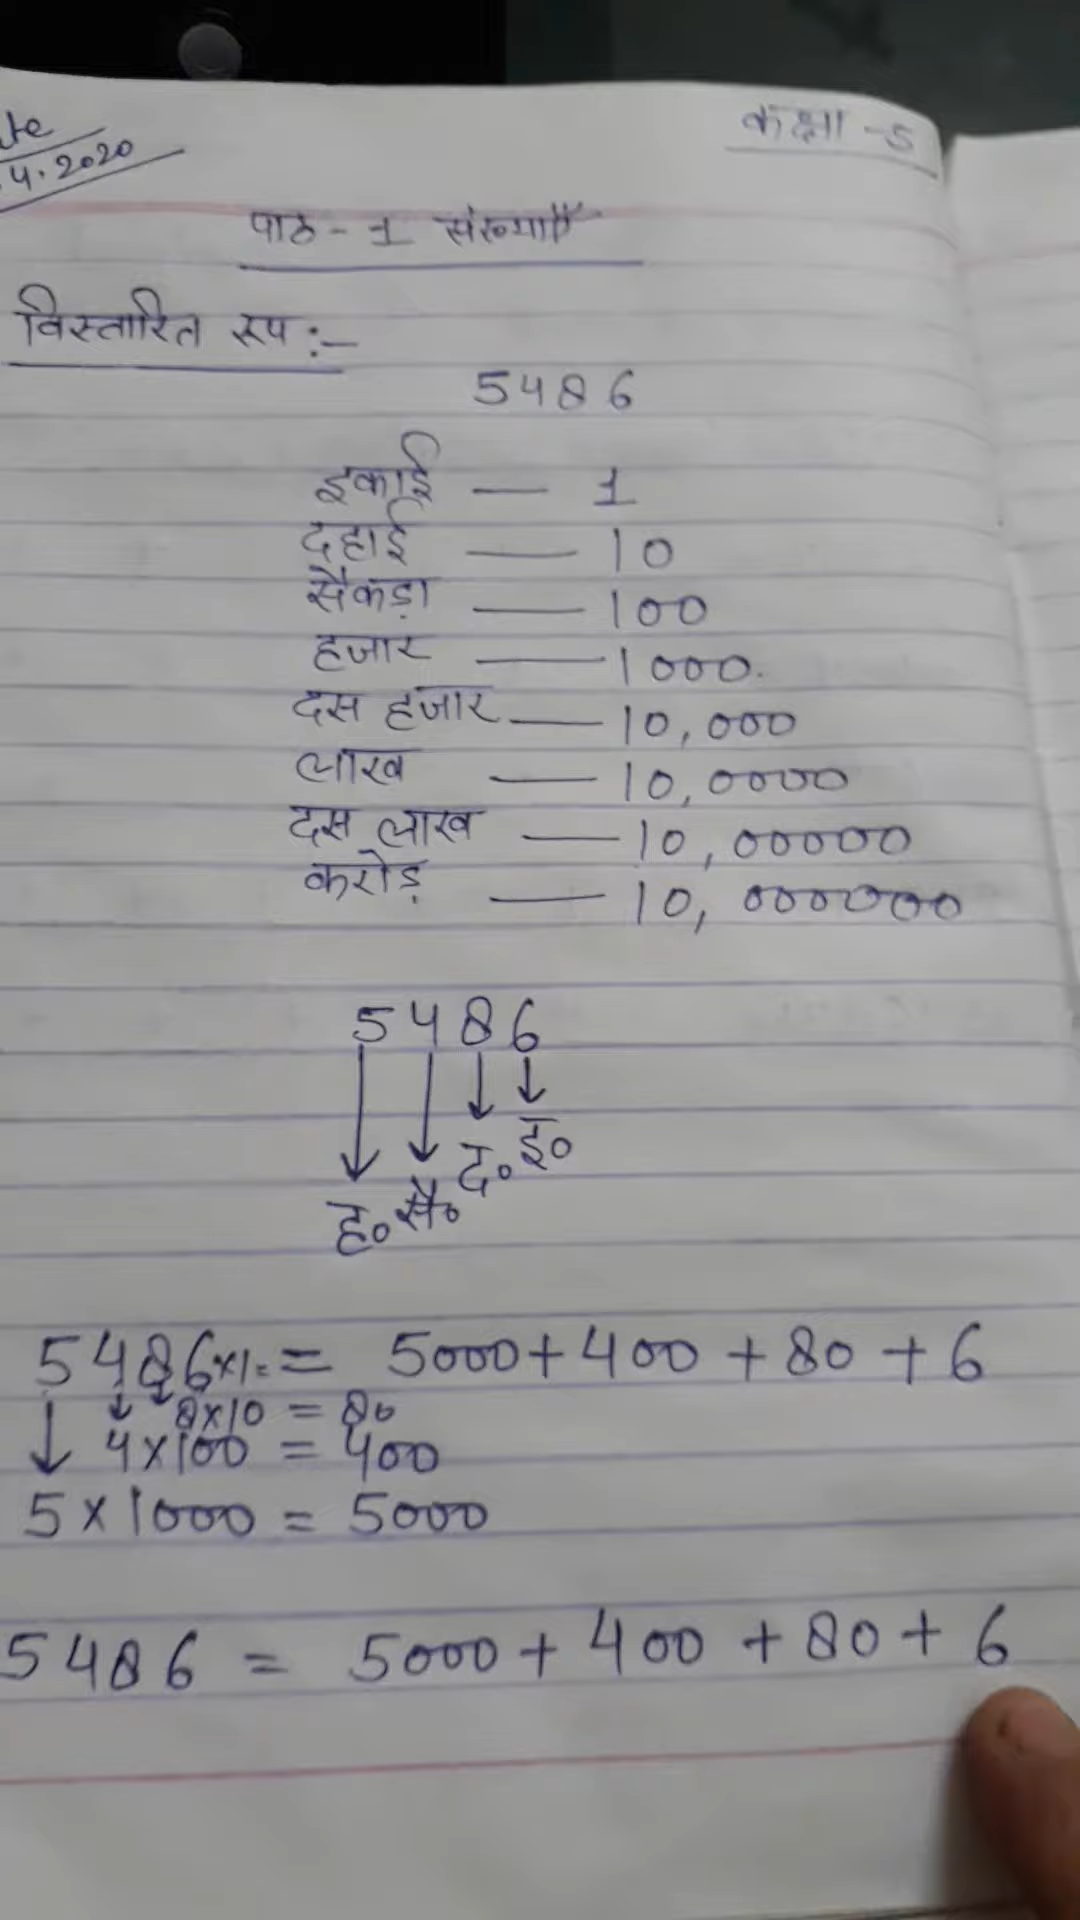 कक्षा -5
4.2020
पाठ - 1 संख्याएँ
विस्तारित रूप :-
5486
इकाई — 1
दहाई — 10
सैकड़ा — 100
हजार — 1000.
दस हजार — 10,000
लाख — 10,0000
दस लाख — 10,00000
करोड़ — 10,000000
5486
↓ ↓ ↓ ↓
ह० सै० द० इ०
5486×1= = 5000+400+80+6
↓ ↓ ↓ 8×10 = 80
4×100 = 400
5×1000 = 5000
5486 = 5000+400+80+6